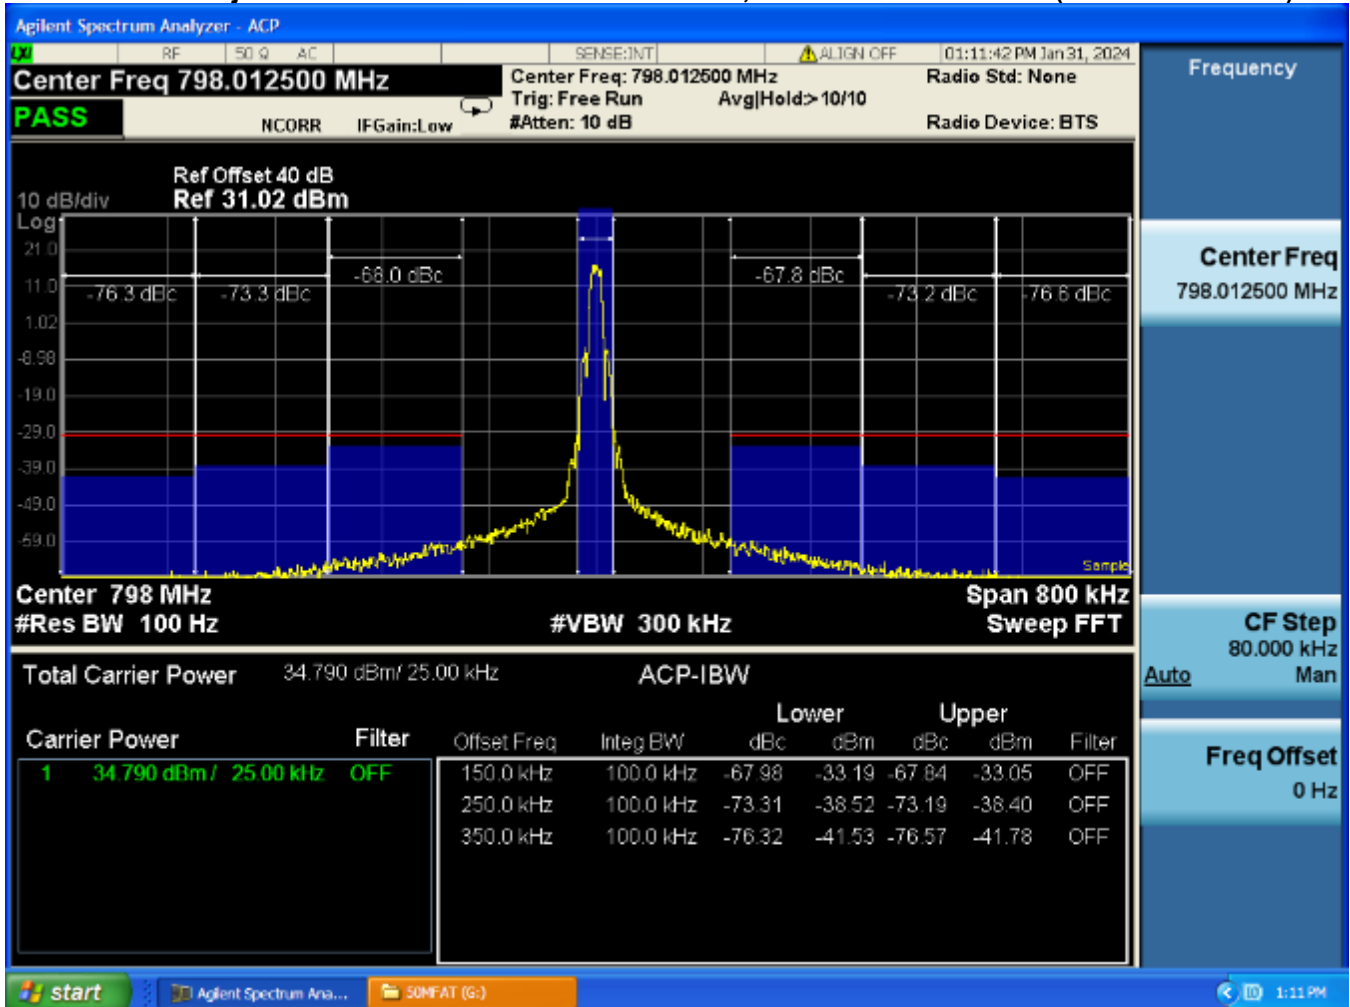 Agilent Spectrum Analyzer - ACP
LXI RF 50 Ω AC SENSE:INT ALIGN OFF 01:11:42 PM Jan 31, 2024
Center Freq 798.012500 MHz
Center Freq: 798.012500 MHz Radio Std: None
Trig: Free Run Avg|Hold:>10/10
PASS NCORR IFGain:Low #Atten: 10 dB Radio Device: BTS
Frequency
Ref Offset 40 dB
10 dB/div Ref 31.02 dBm
Log
21.0
11.0
1.02
-8.98
-19.0
-29.0
-39.0
-49.0
-59.0
-76.3 dBc -73.3 dBc -68.0 dBc -67.8 dBc -73.2 dBc -76.6 dBc
Sample
Center 798 MHz Span 800 kHz
#Res BW 100 Hz #VBW 300 kHz Sweep FFT
Total Carrier Power 34.790 dBm/ 25.00 kHz ACP-IBW
Lower Upper
Carrier Power Filter Offset Freq Integ BW dBc dBm dBc dBm Filter
1 34.790 dBm / 25.00 kHz OFF 150.0 kHz 100.0 kHz -67.98 -33.19 -67.84 -33.05 OFF
250.0 kHz 100.0 kHz -73.31 -38.52 -73.19 -38.40 OFF
350.0 kHz 100.0 kHz -76.32 -41.53 -76.57 -41.78 OFF
Center Freq
798.012500 MHz
CF Step
80.000 kHz
Auto Man
Freq Offset
0 Hz
start Agilent Spectrum Ana... 50MFAT (G:) 1:11 PM